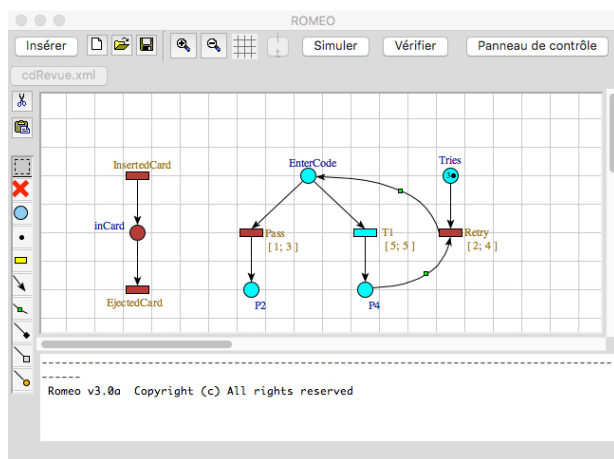 ROMEO
Insérer
Simuler
Vérifier
Panneau de contrôle
cdRevue.xml
InsertedCard
EnterCode
Tries
3
inCard
Pass
[ 1; 3 ]
T1
[ 5; 5 ]
Retry
[ 2; 4 ]
EjectedCard
P2
P4
------
Romeo v3.0a Copyright (c) All rights reserved